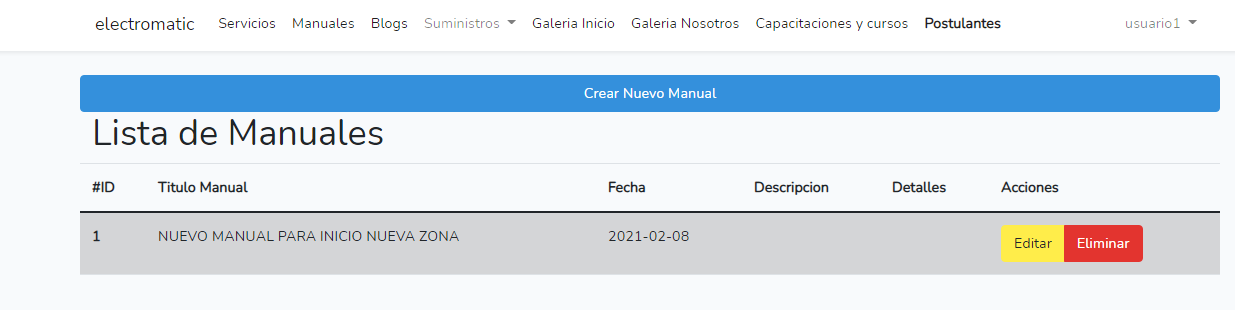 electromatic Servicios Manuales Blogs Suministros Galeria Inicio Galeria Nosotros Capacitaciones y cursos Postulantes usuario1
Crear Nuevo Manual
Lista de Manuales
#ID Titulo Manual Fecha Descripcion Detalles Acciones
1 NUEVO MANUAL PARA INICIO NUEVA ZONA 2021-02-08 Editar Eliminar